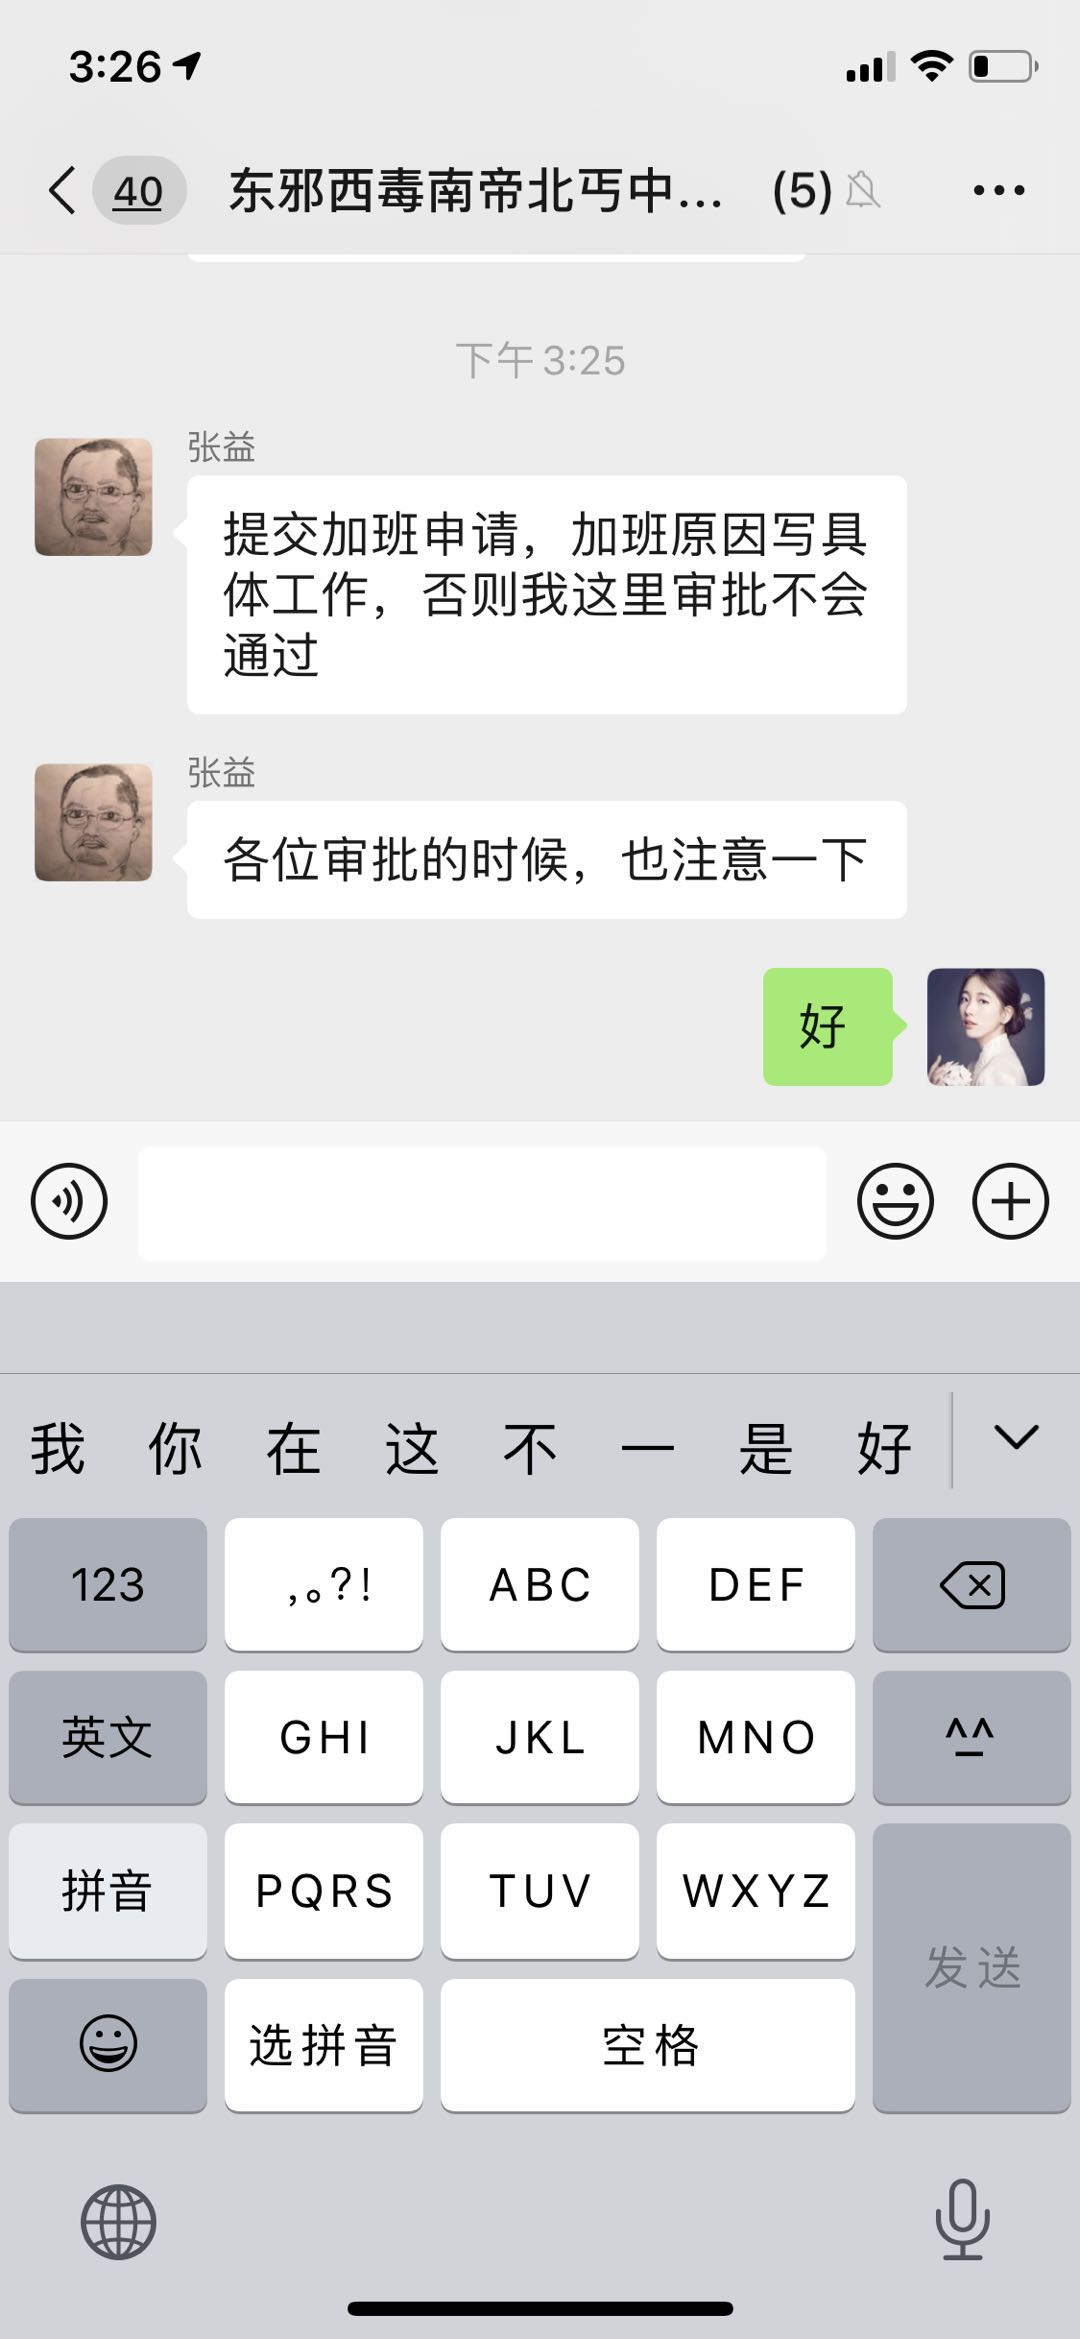 3:26
40 东邪西毒南帝北丐中... (5)
下午 3:25
张益
提交加班申请，加班原因写具
体工作，否则我这里审批不会
通过
张益
各位审批的时候，也注意一下
好
我 你 在 这 不 一 是 好
123 ,。?! ABC DEF
英文 GHI JKL MNO ^^
拼音 PQRS TUV WXYZ
发送
选拼音 空格